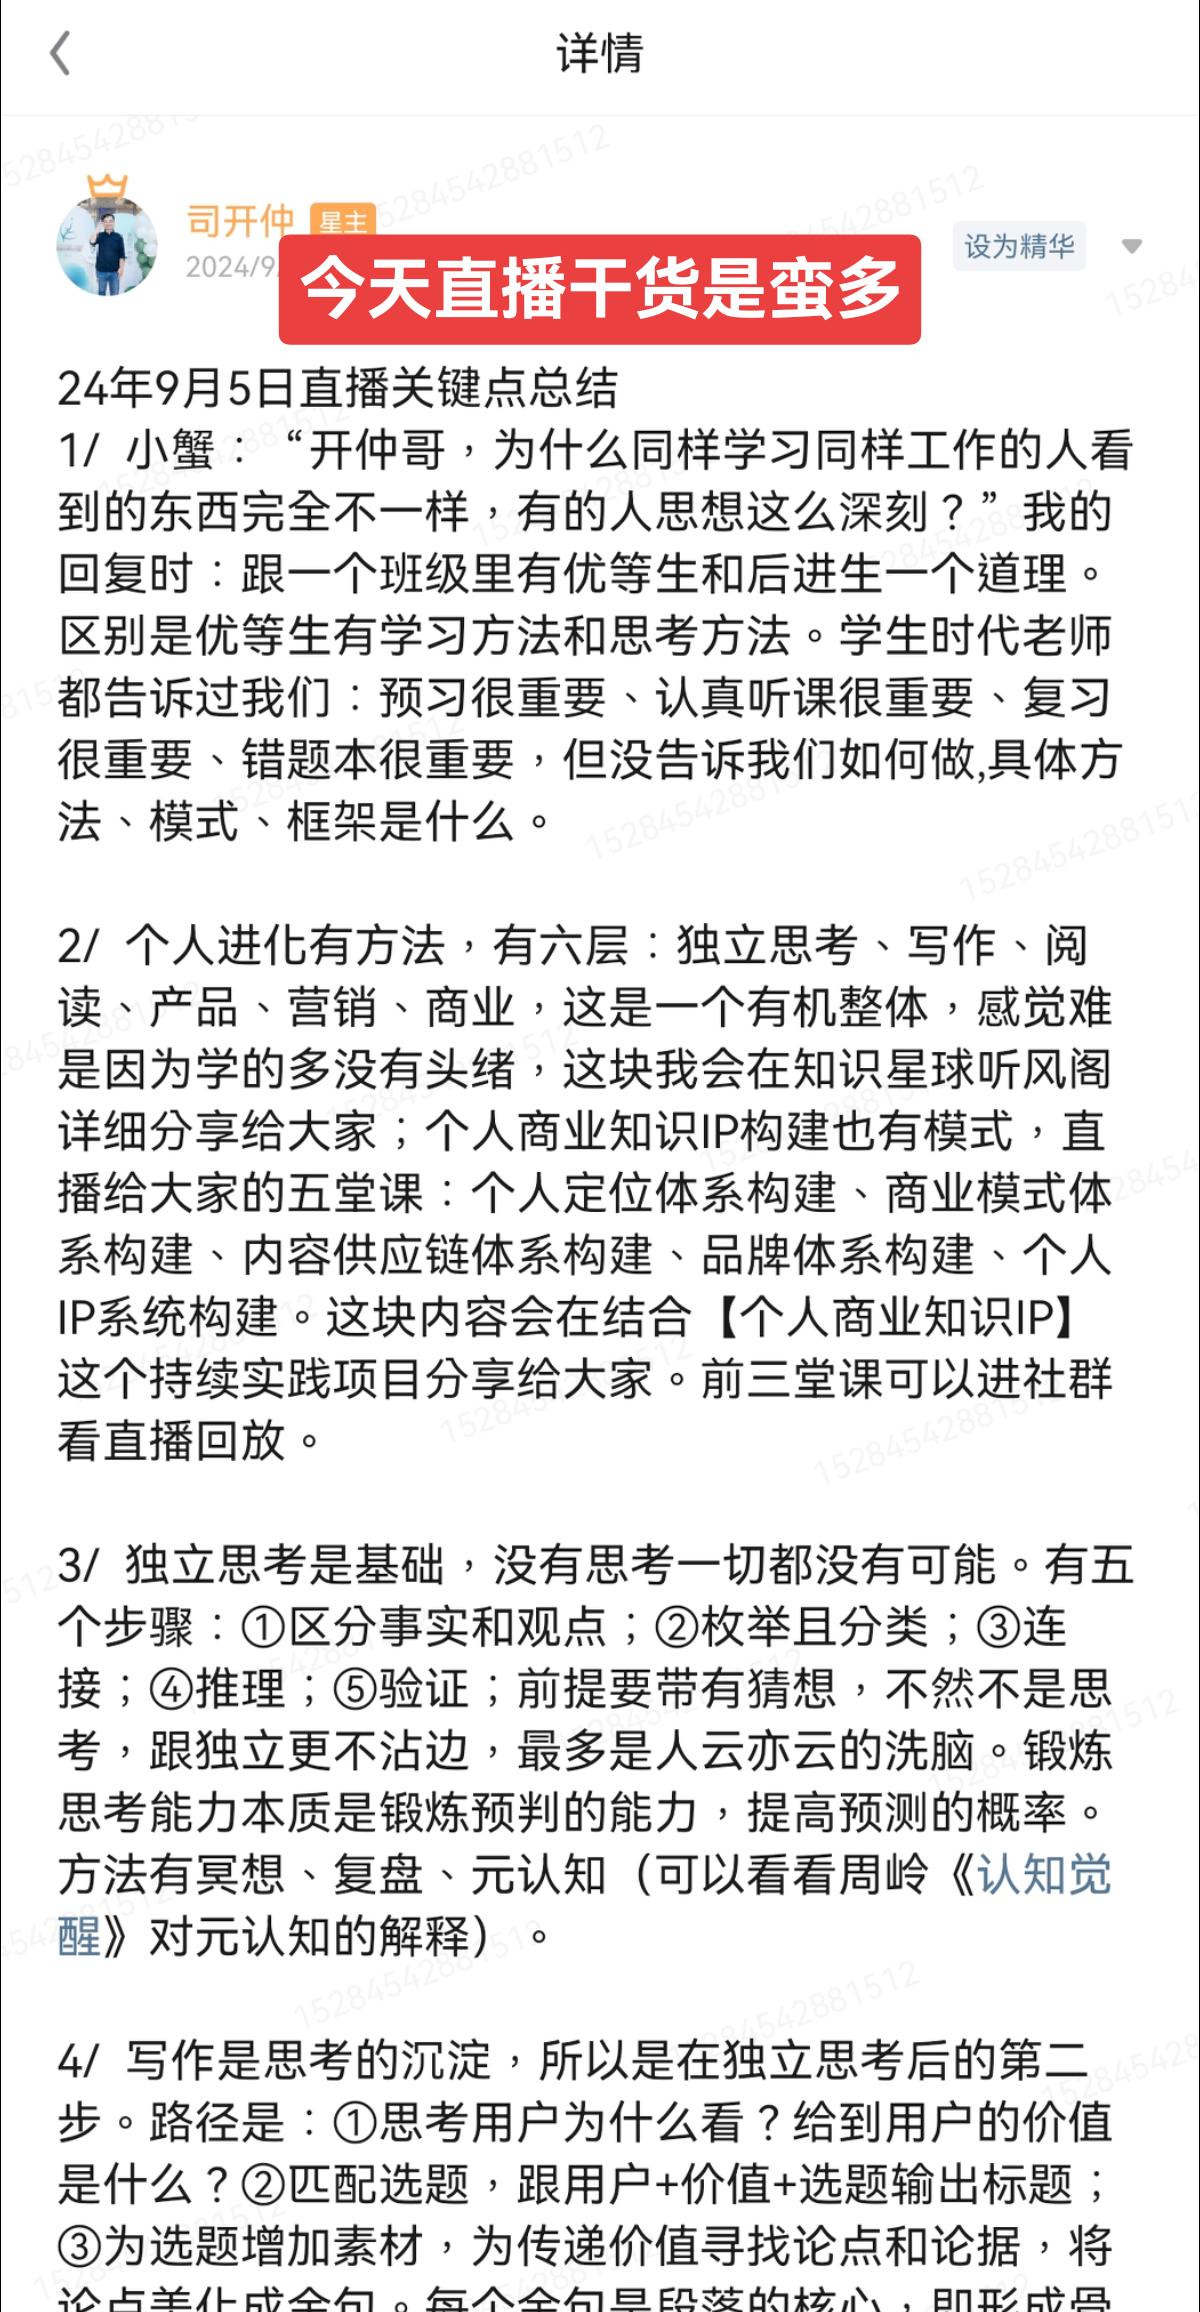 详情
司开仲 星主
2024/9
设为精华
今天直播干货是蛮多
24年9月5日直播关键点总结
1/ 小蟹：“开仲哥，为什么同样学习同样工作的人看
到的东西完全不一样，有的人思想这么深刻？”我的
回复时：跟一个班级里有优等生和后进生一个道理。
区别是优等生有学习方法和思考方法。学生时代老师
都告诉过我们：预习很重要、认真听课很重要、复习
很重要、错题本很重要，但没告诉我们如何做,具体方
法、模式、框架是什么。
2/ 个人进化有方法，有六层：独立思考、写作、阅
读、产品、营销、商业，这是一个有机整体，感觉难
是因为学的多没有头绪，这块我会在知识星球听风阁
详细分享给大家；个人商业知识IP构建也有模式，直
播给大家的五堂课：个人定位体系构建、商业模式体
系构建、内容供应链体系构建、品牌体系构建、个人
IP系统构建。这块内容会在结合【个人商业知识IP】
这个持续实践项目分享给大家。前三堂课可以进社群
看直播回放。
3/ 独立思考是基础，没有思考一切都没有可能。有五
个步骤：①区分事实和观点；②枚举且分类；③连
接；④推理；⑤验证；前提要带有猜想，不然不是思
考，跟独立更不沾边，最多是人云亦云的洗脑。锻炼
思考能力本质是锻炼预判的能力，提高预测的概率。
方法有冥想、复盘、元认知（可以看看周岭《认知觉
醒》对元认知的解释）。
4/ 写作是思考的沉淀，所以是在独立思考后的第二
步。路径是：①思考用户为什么看？给到用户的价值
是什么？②匹配选题，跟用户+价值+选题输出标题；
③为选题增加素材，为传递价值寻找论点和论据，将
论点美化成金句。每个金句是段落的核心，即形成骨
15284542881512